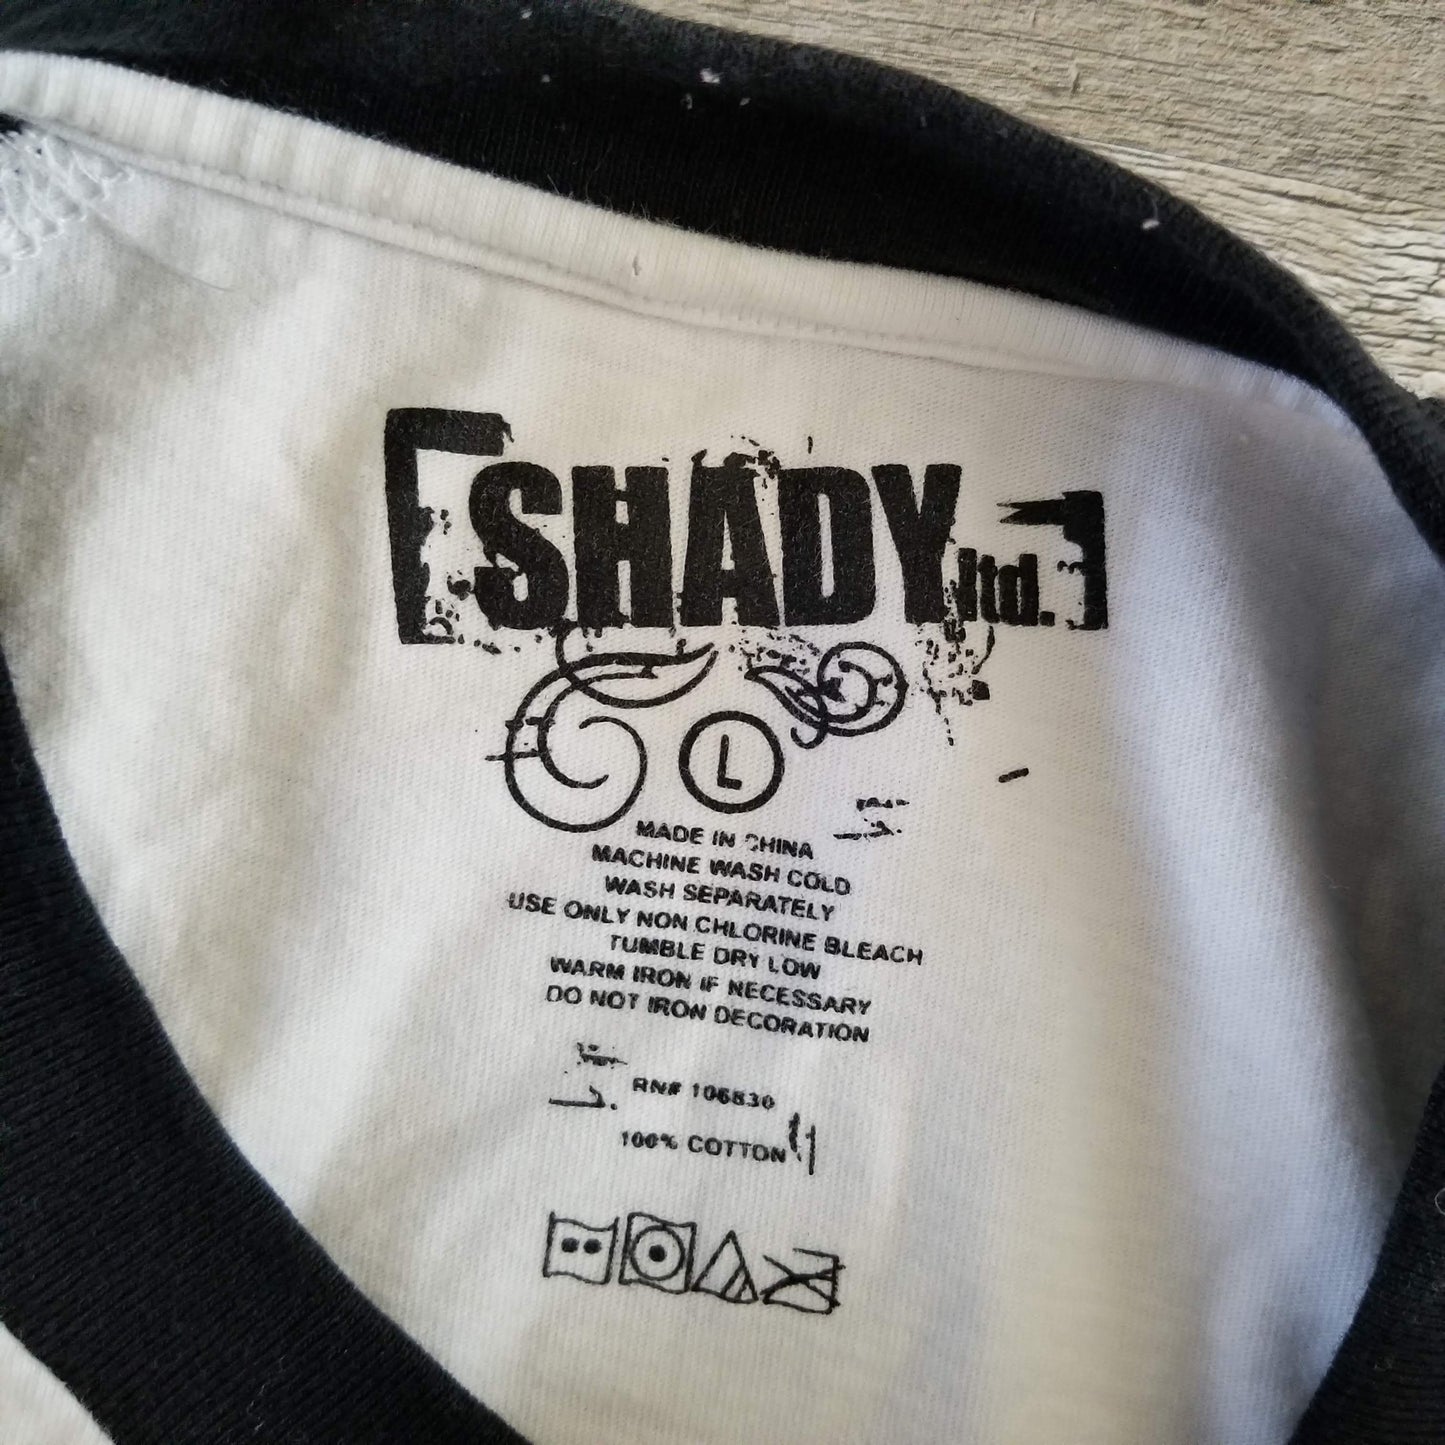 SHADY ltd.
L
MADE IN CHINA
MACHINE WASH COLD
WASH SEPARATELY
USE ONLY NON CHLORINE BLEACH
TUMBLE DRY LOW
WARM IRON IF NECESSARY
DO NOT IRON DECORATION
RN# 106830
100% COTTON